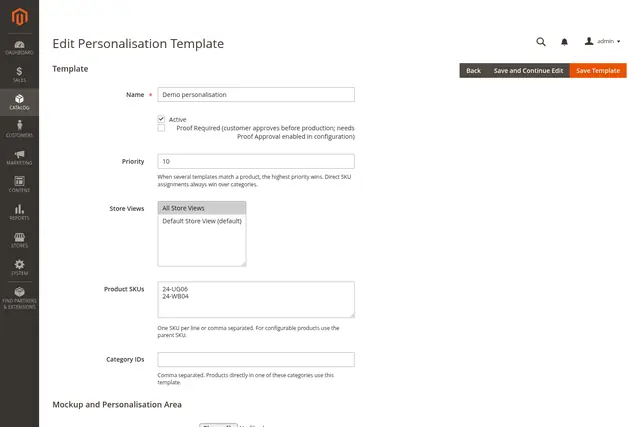 Edit Personalisation Template
admin
Template
Back
Save and Continue Edit
Save Template
Name *
Demo personalisation
Active
Proof Required (customer approves before production; needs
Proof Approval enabled in configuration)
Priority
10
When several templates match a product, the highest priority wins. Direct SKU
assignments always win over categories.
Store Views
All Store Views
Default Store View (default)
Product SKUs
24-UG06
24-WB04
One SKU per line or comma separated. For configurable products use the
parent SKU.
Category IDs
Comma separated. Products directly in one of these categories use this
template.
Mockup and Personalisation Area
DASHBOARD
SALES
CATALOG
CUSTOMERS
MARKETING
CONTENT
REPORTS
STORES
SYSTEM
FIND PARTNERS
& EXTENSIONS